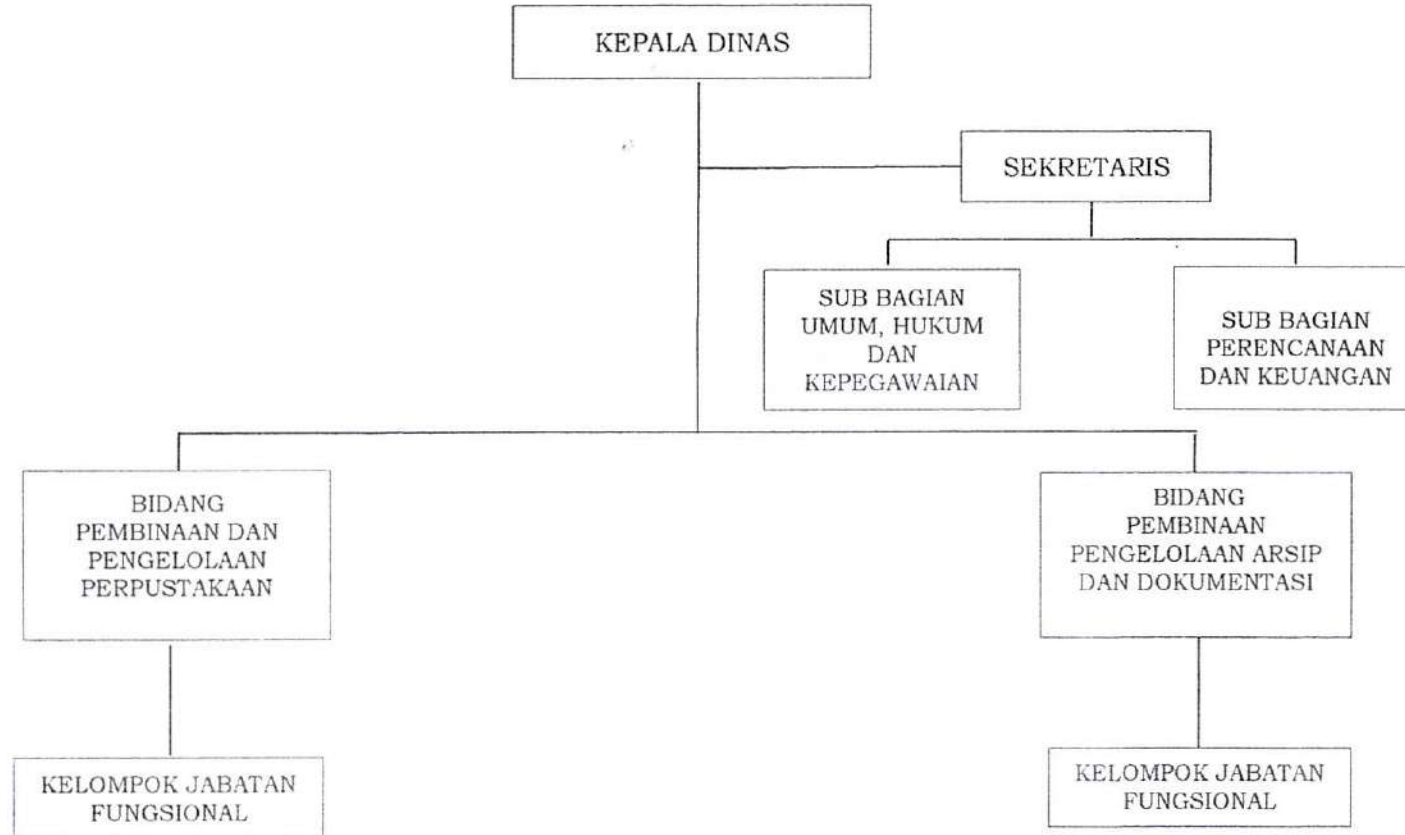 KEPALA DINAS
SEKRETARIS
SUB BAGIAN
UMUM, HUKUM
DAN
KEPEGAWAIAN
SUB BAGIAN
PERENCANAAN
DAN KEUANGAN
BIDANG
PEMBINAAN DAN
PENGELOLAAN
PERPUSTAKAAN
BIDANG
PEMBINAAN
PENGELOLAAN ARSIP
DAN DOKUMENTASI
KELOMPOK JABATAN
FUNGSIONAL
KELOMPOK JABATAN
FUNGSIONAL